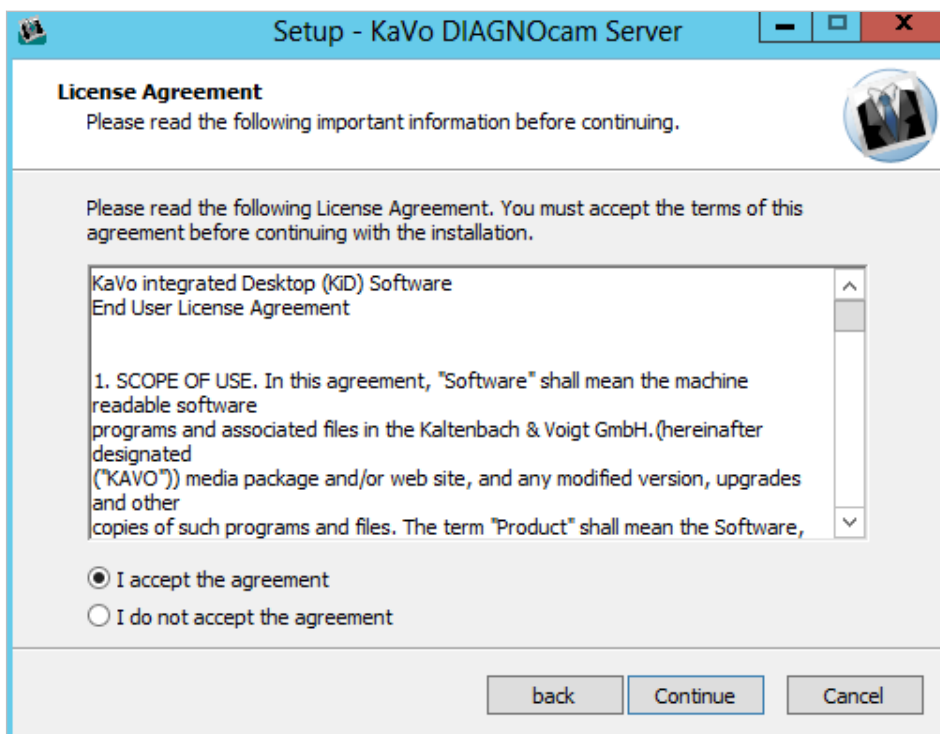 Setup - KaVo DIAGNOcam Server
License Agreement
Please read the following important information before continuing.
Please read the following License Agreement. You must accept the terms of this
agreement before continuing with the installation.
KaVo integrated Desktop (KiD) Software
End User License Agreement
1. SCOPE OF USE. In this agreement, "Software" shall mean the machine
readable software
programs and associated files in the Kaltenbach & Voigt GmbH.(hereinafter
designated
("KAVO")) media package and/or web site, and any modified version, upgrades
and other
copies of such programs and files. The term "Product" shall mean the Software,
I accept the agreement
I do not accept the agreement
back Continue Cancel